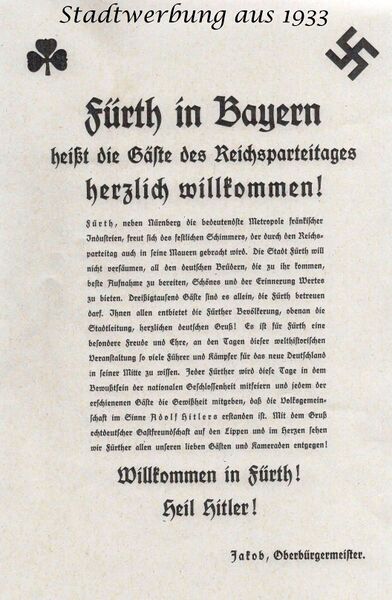 Stadtwerbung aus 1933
Fürth in Bayern
heißt die Gäste des Reichsparteitages
herzlich willkommen!
Fürth, neben Nürnberg die bedeutendste Metropole fränkischer
Industrien, freut sich des festlichen Schimmers, der durch den Reichs-
parteitag auch in seine Mauern gebracht wird. Die Stadt Fürth will
nicht versäumen, all den deutschen Brüdern, die zu ihr kommen,
beste Aufnahme zu bereiten, Schönes und der Erinnerung Wertes
zu bieten. Dreißigtausend Gäste sind es allein, die Fürth betreuen
darf. Ihnen allen entbietet die Fürther Bevölkerung, obenan die
Stadtleitung, herzlichen deutschen Gruß! Es ist für Fürth eine
besondere Freude und Ehre, an den Tagen dieser welthistorischen
Veranstaltung so viele Führer und Kämpfer für das neue Deutschland
in seiner Mitte zu wissen. Jeder Fürther wird diese Tage in dem
Bewußtsein der nationalen Geschlossenheit mitfeiern und jedem der
erschienenen Gäste die Gewißheit mitgeben, daß die Volksgemein-
schaft im Sinne Adolf Hitlers erstanden ist. Mit dem Gruß
echtdeutscher Gastfreundschaft auf den Lippen und im Herzen sehen
wir Fürther allen unseren lieben Gästen und Kameraden entgegen!
Willkommen in Fürth!
Heil Hitler!
Jakob, Oberbürgermeister.